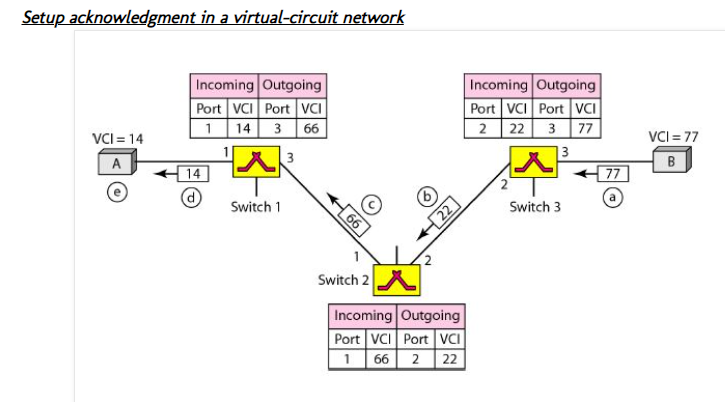 Setup acknowledgment in a virtual-circuit network
Incoming Outgoing
Port VCI Port VCI
1 14 3 66
Incoming Outgoing
Port VCI Port VCI
2 22 3 77
VCI = 14
VCI = 77
A
1
3
3
B
14
77
e
d
Switch 1
c
66
b
22
2
Switch 3
a
1
2
Switch 2
Incoming Outgoing
Port VCI Port VCI
1 66 2 22